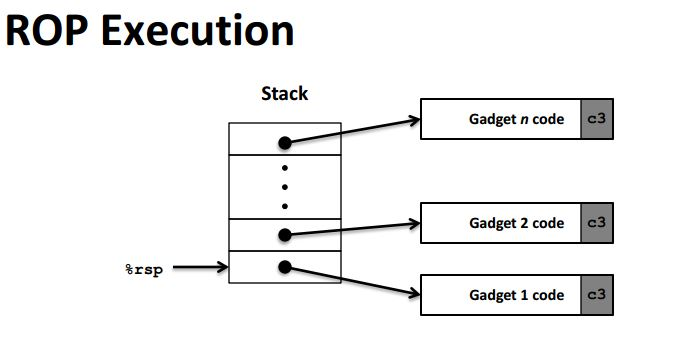 ROP Execution
Stack
Gadget n code c3
Gadget 2 code c3
%rsp
Gadget 1 code c3